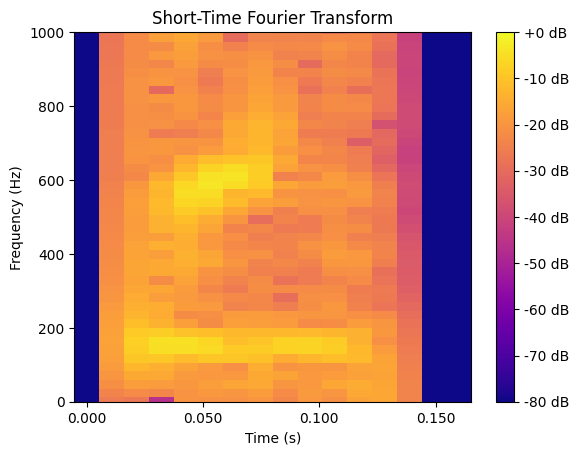 Short-Time Fourier Transform
1000
800
600
400
200
0
Frequency (Hz)
0.000
0.050
0.100
0.150
Time (s)
+0 dB
-10 dB
-20 dB
-30 dB
-40 dB
-50 dB
-60 dB
-70 dB
-80 dB